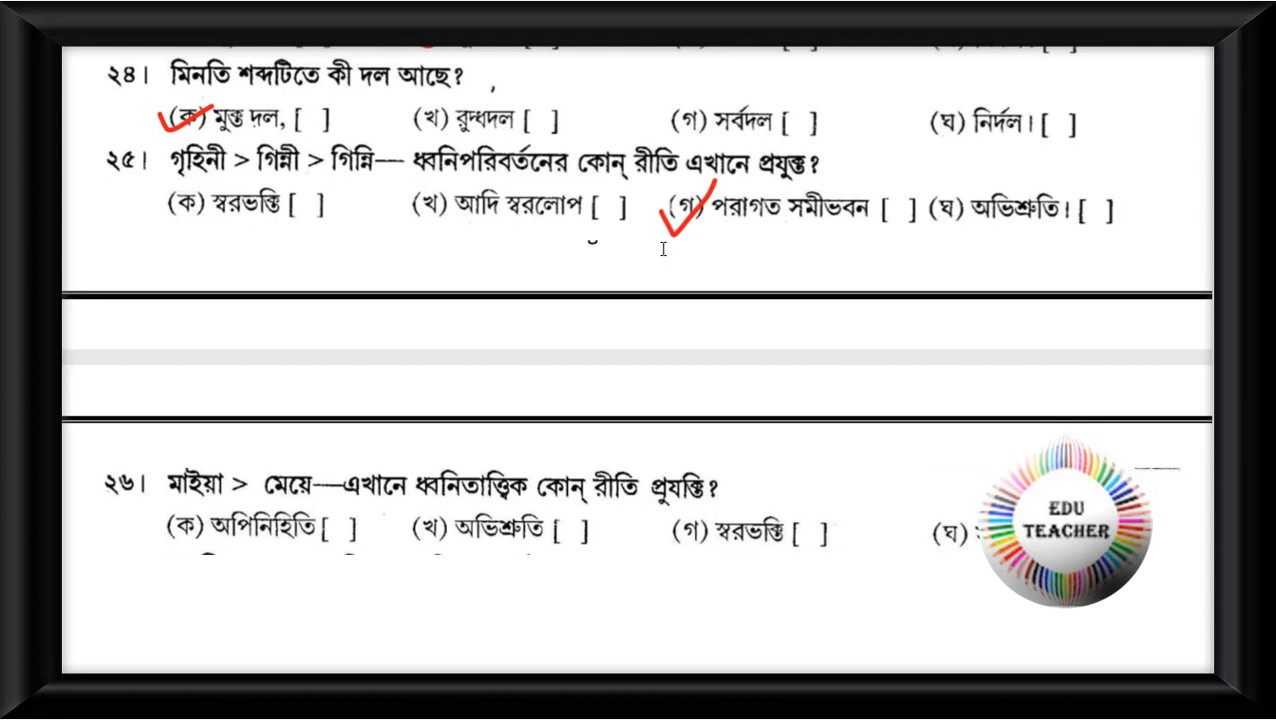 ২৪। মিনতি শব্দটিতে কী দল আছে?
(ক) মুক্ত দল, [ ] (খ) রুদ্ধদল [ ] (গ) সর্বদল [ ] (ঘ) নির্দল। [ ]
২৫। গৃহিনী > গিন্নী > গিন্নি— ধ্বনিপরিবর্তনের কোন্ রীতি এখানে প্রযুক্ত?
(ক) স্বরভক্তি [ ] (খ) আদি স্বরলোপ [ ] (গ) পরাগত সমীভবন [ ] (ঘ) অভিশ্রুতি। [ ]
২৬। মাইয়া > মেয়ে—এখানে ধ্বনিতাত্ত্বিক কোন্ রীতি প্রুযক্তি?
(ক) অপিনিহিতি [ ] (খ) অভিশ্রুতি [ ] (গ) স্বরভক্তি [ ] (ঘ)
EDU
TEACHER